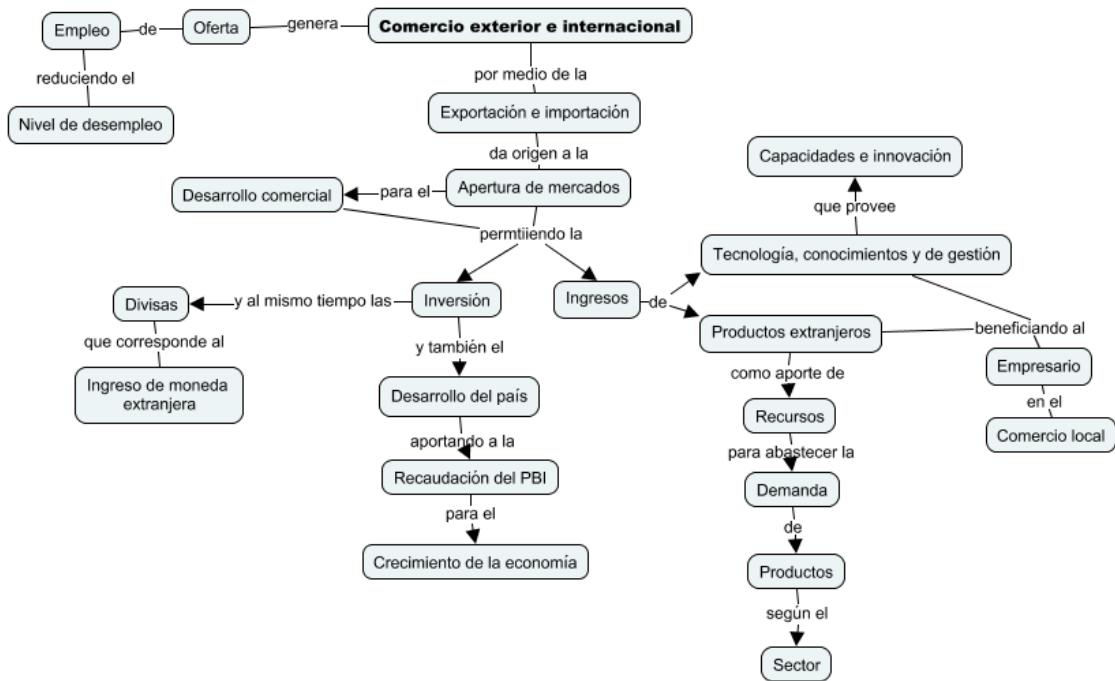 Comercio exterior e internacional
genera
Oferta
de
Empleo
reduciendo el
Nivel de desempleo
por medio de la
Exportación e importación
da origen a la
Apertura de mercados
para el
Desarrollo comercial
permtiiendo la
Inversión
y al mismo tiempo las
Divisas
que corresponde al
Ingreso de moneda
extranjera
y también el
Desarrollo del país
aportando a la
Recaudación del PBI
para el
Crecimiento de la economía
Ingresos
de
Tecnología, conocimientos y de gestión
que provee
Capacidades e innovación
Productos extranjeros
beneficiando al
Empresario
en el
Comercio local
como aporte de
Recursos
para abastecer la
Demanda
de
Productos
según el
Sector